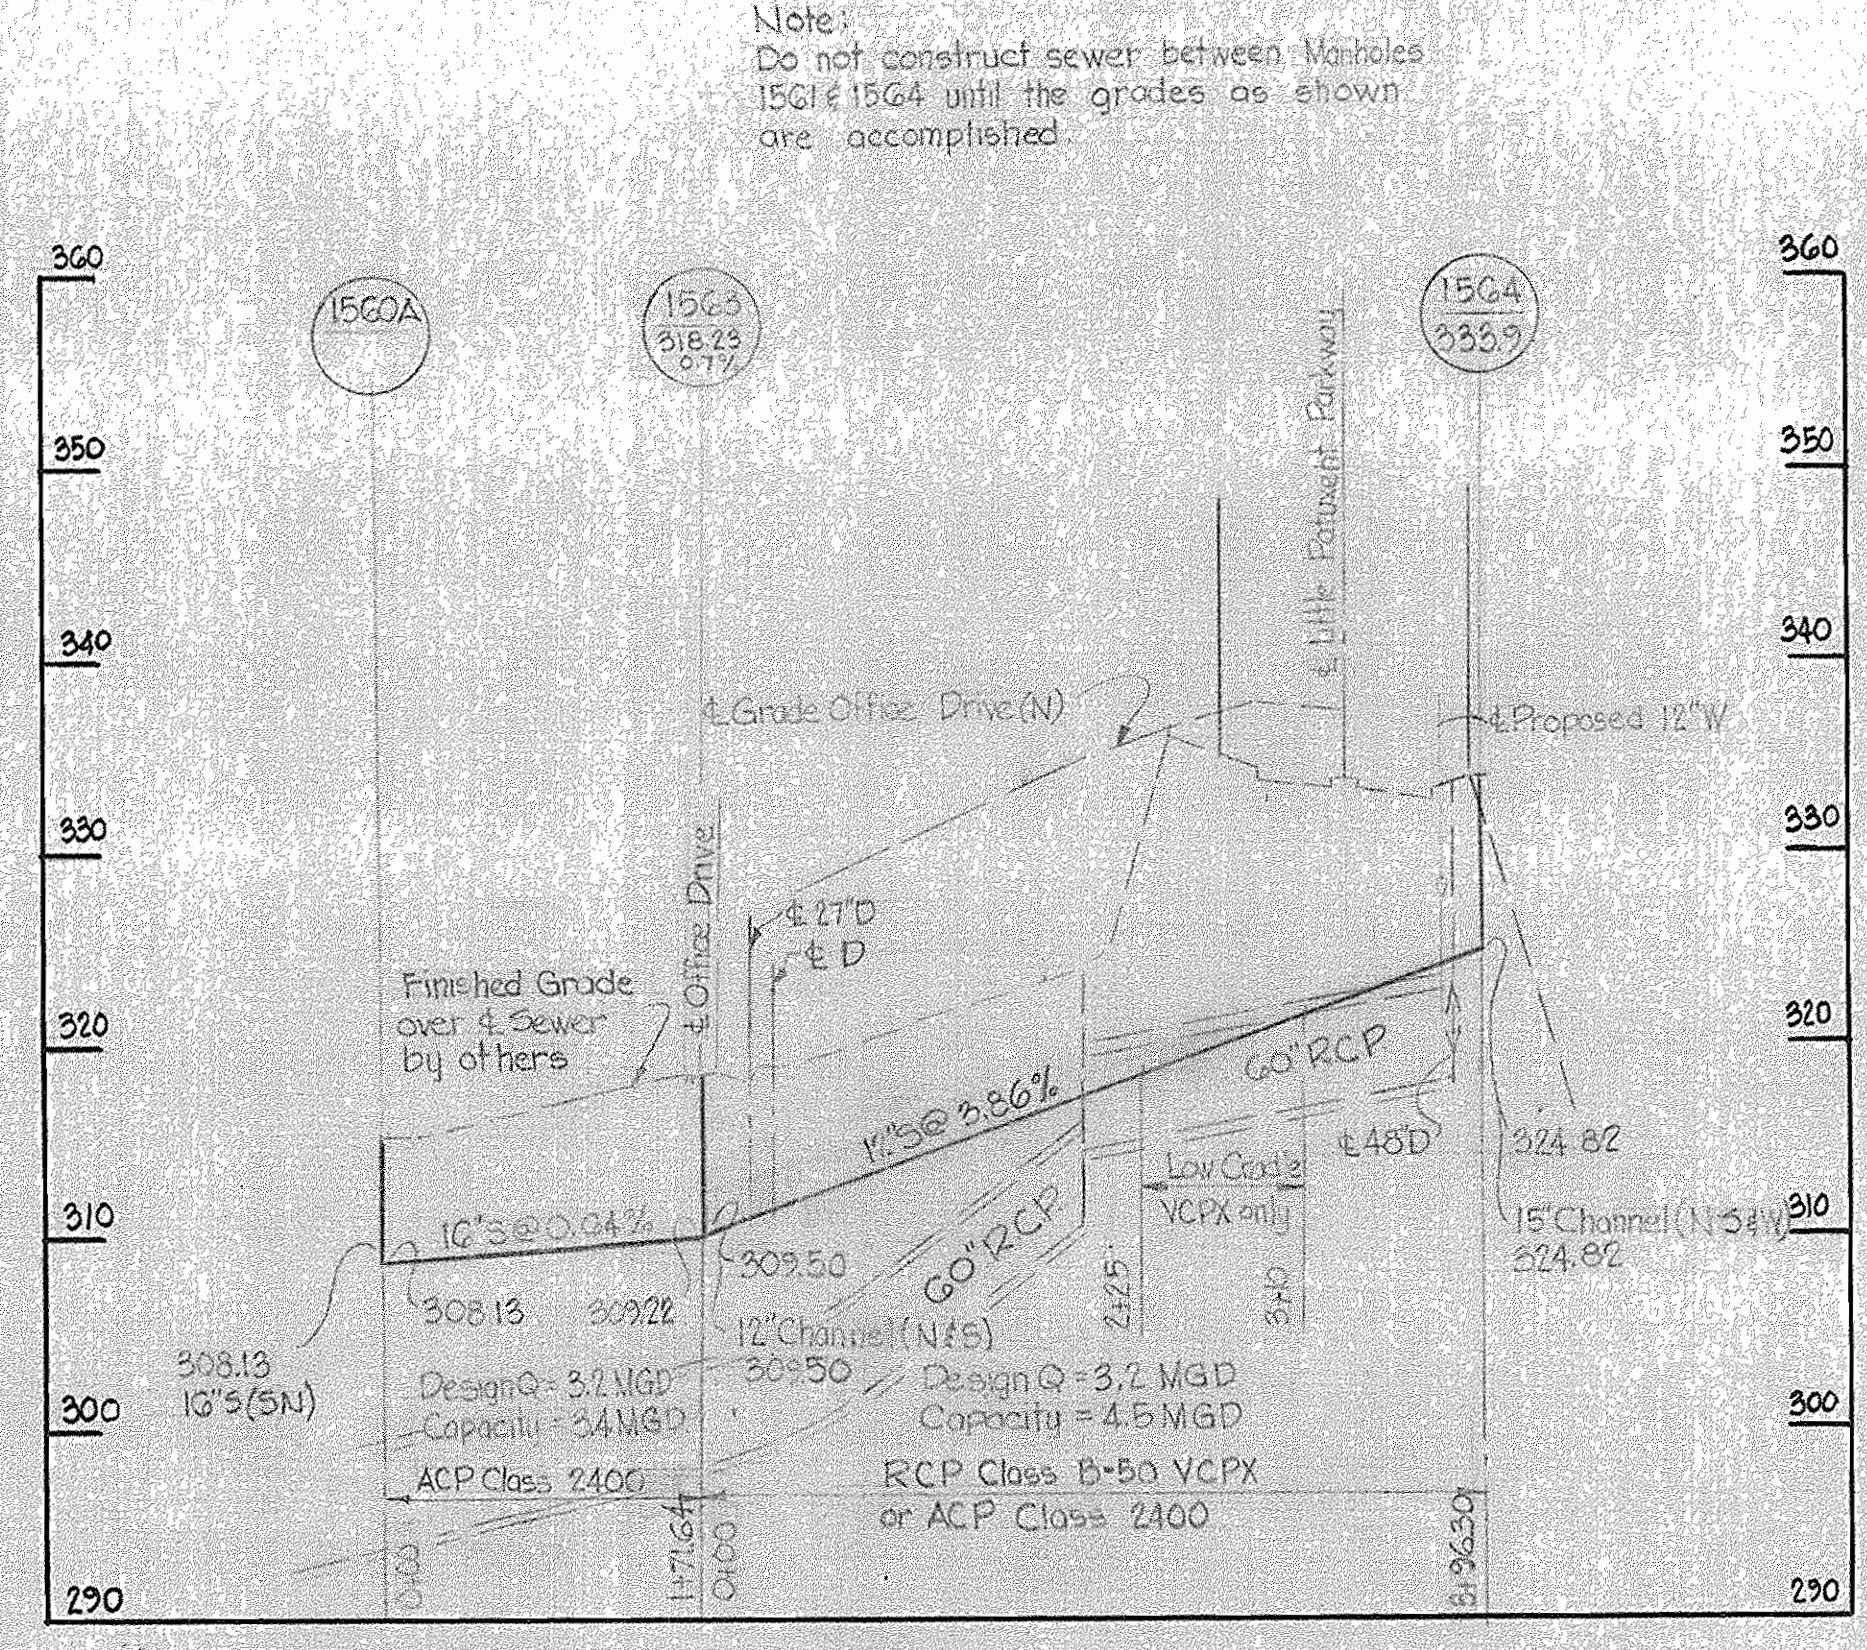 Note:
Do not construct sewer between Manholes
1561 & 1564 until the grades as shown
are accomplished.
360
350
340
330
320
310
300
290
1560A
1563
318.23
0.7%
1564
333.9
360
350
340
330
320
310
300
290
℄ Little Patuxent Parkway
℄ Grade Office Drive (N)
℄ Proposed 12"W
℄ Office Drive
℄ 27"D
℄ D
Finished Grade
over ℄ Sewer
by others
12"S @ 3.86%
60" RCP
16"S @ 0.64%
Low Grade
VCPX only
℄ 48"D
324.82
15" Channel (N-S&W)
324.82
60" RCP
309.50
308.13
309.22
12" Channel (N&S)
309.50
2+25
308.13
16"S (SN)
Design Q = 3.2 MGD
Capacity = 3.4 MGD
Design Q = 3.2 MGD
Capacity = 4.5 MGD
ACP Class 2400
RCP Class B-50 VCPX
or ACP Class 2400
0+00
1+71.64
0+00
3+96.30